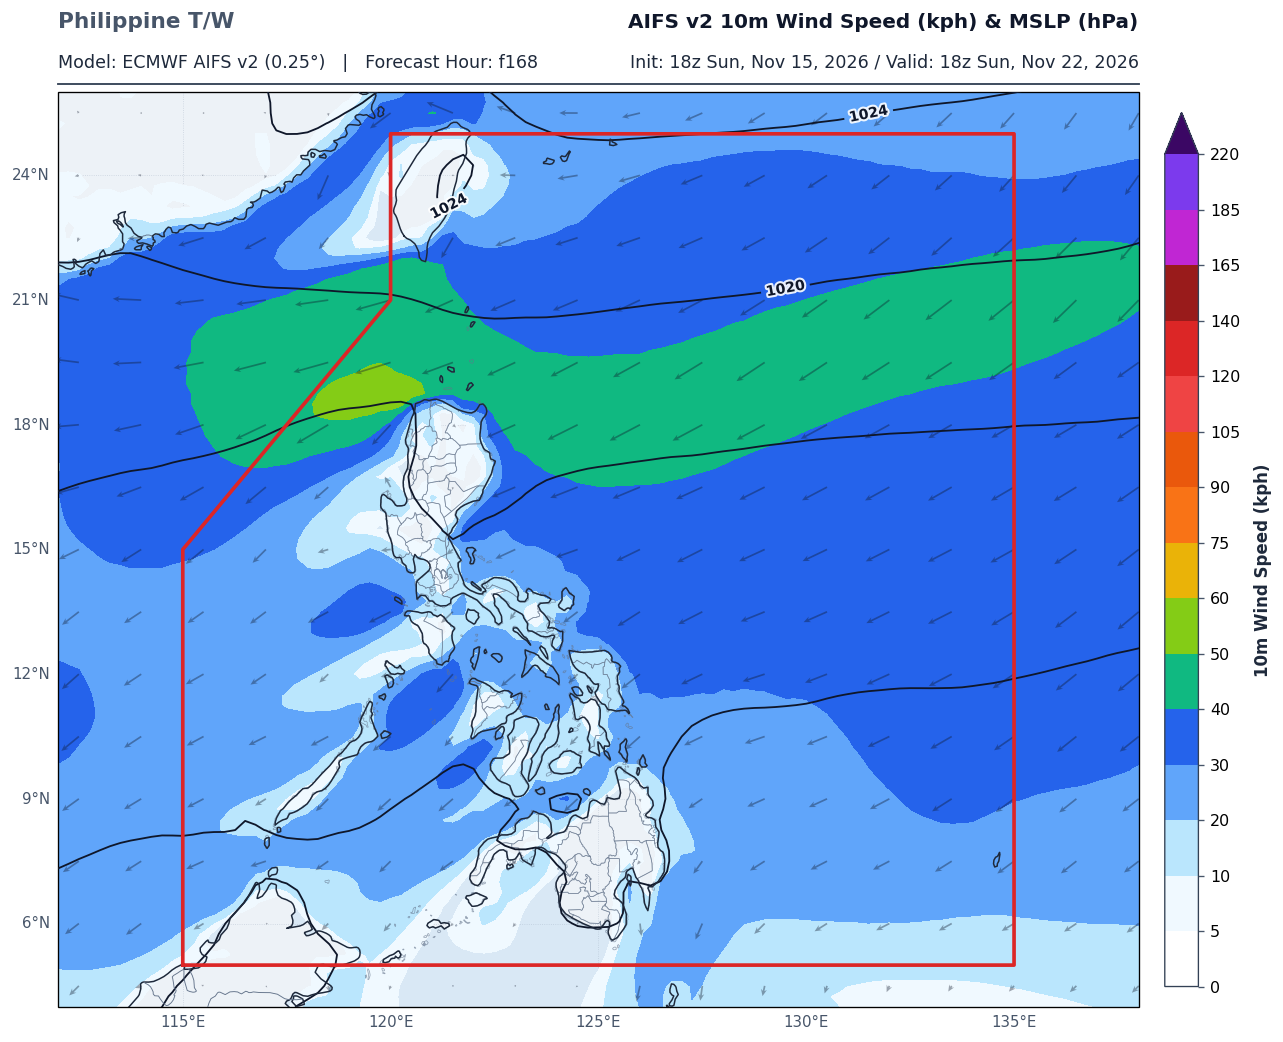 Philippine T/W
AIFS v2 10m Wind Speed (kph) & MSLP (hPa)
Model: ECMWF AIFS v2 (0.25°) | Forecast Hour: f168
Init: 18z Sun, Nov 15, 2026 / Valid: 18z Sun, Nov 22, 2026
1024
1024
1020
24°N
21°N
18°N
15°N
12°N
9°N
6°N
115°E
120°E
125°E
130°E
135°E
220
185
165
140
120
105
90
75
60
50
40
30
20
10
5
0
10m Wind Speed (kph)